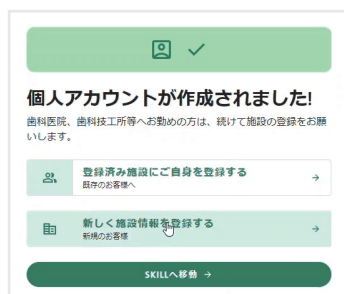 個人アカウントが作成されました!
歯科医院、歯科技工所等へお勤めの方は、続けて施設の登録をお願
いします。
登録済み施設にご自身を登録する
既存のお客様へ
新しく施設情報を登録する
新規のお客様
SKILLへ移動 →